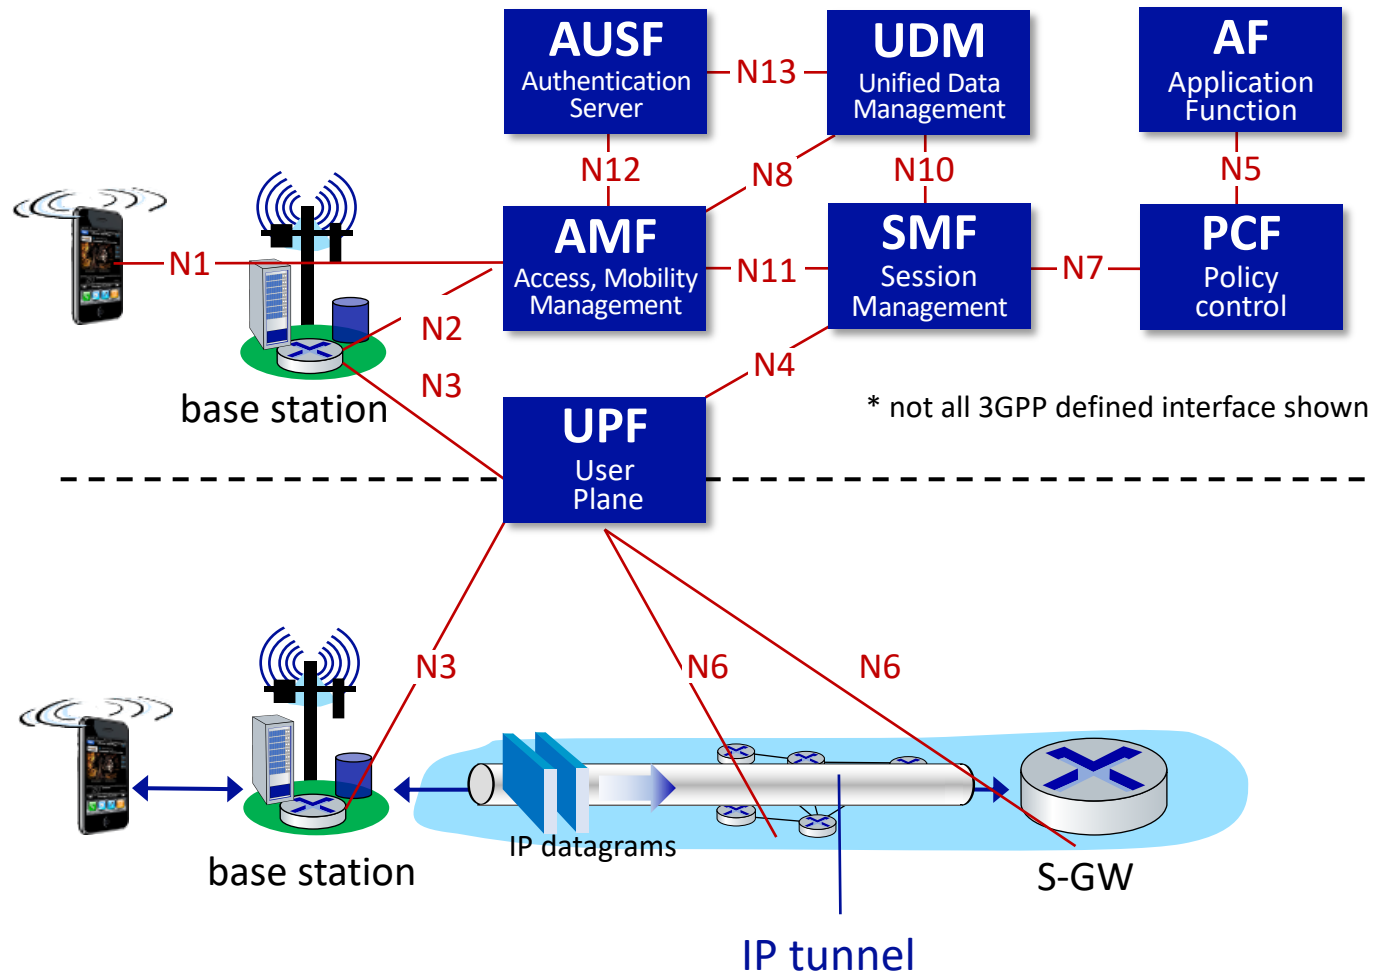 AUSF
Authentication
Server
N13
UDM
Unified Data
Management
AF
Application
Function
N12
N8
N10
N5
N1
AMF
Access, Mobility
Management
N11
SMF
Session
Management
N7
PCF
Policy
control
N2
N3
N4
base station
* not all 3GPP defined interface shown
UPF
User
Plane
N3
N6
N6
IP datagrams
base station
S-GW
IP tunnel